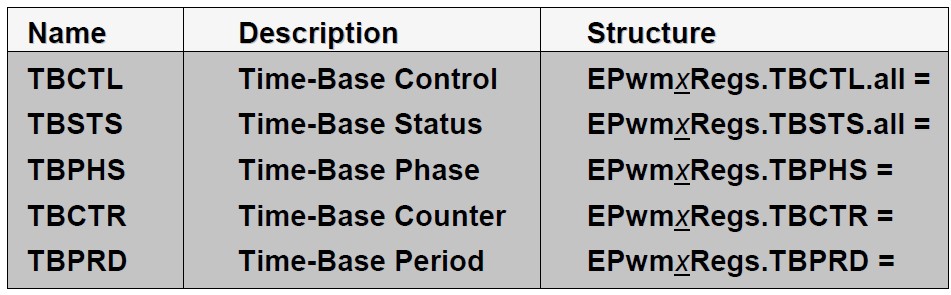 Name Description Structure
TBCTL Time-Base Control EPwmxRegs.TBCTL.all =
TBSTS Time-Base Status EPwmxRegs.TBSTS.all =
TBPHS Time-Base Phase EPwmxRegs.TBPHS =
TBCTR Time-Base Counter EPwmxRegs.TBCTR =
TBPRD Time-Base Period EPwmxRegs.TBPRD =